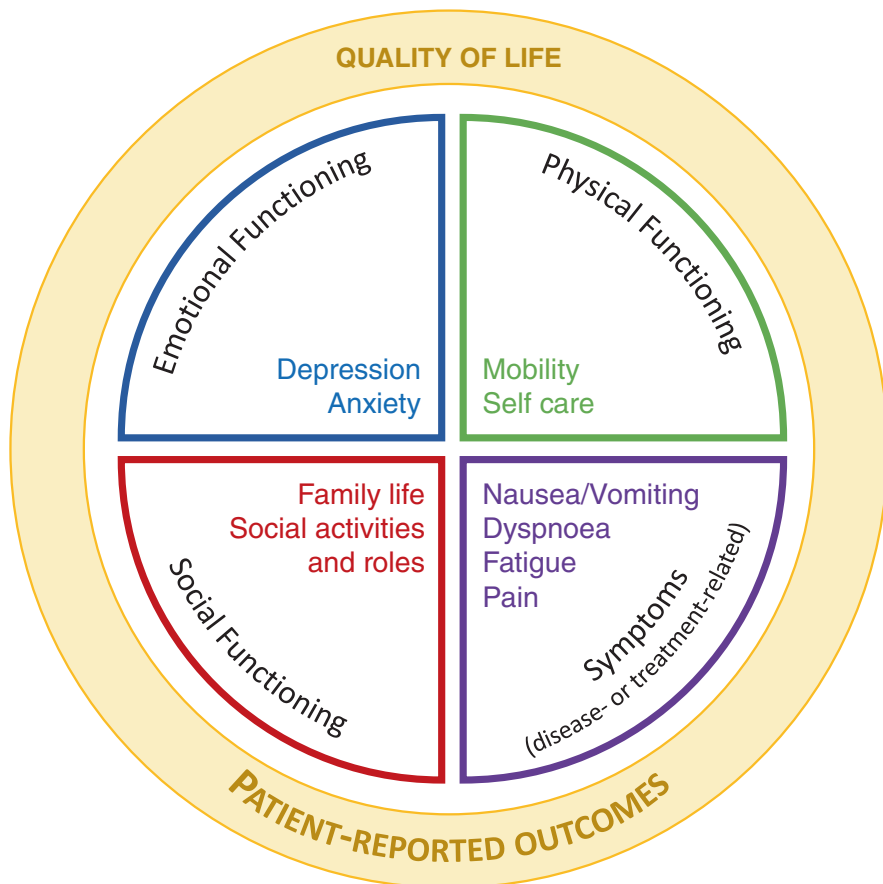 QUALITY OF LIFE
Emotional Functioning
Depression
Anxiety
Physical Functioning
Mobility
Self care
Family life
Social activities
and roles
Social Functioning
Nausea/Vomiting
Dyspnoea
Fatigue
Pain
Symptoms
(disease- or treatment-related)
PATIENT-REPORTED OUTCOMES